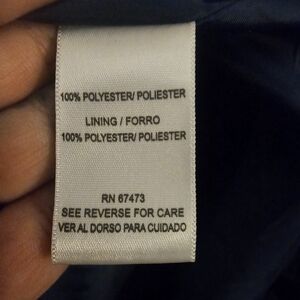 100% POLYESTER/ POLIESTER
LINING / FORRO
100% POLYESTER/ POLIESTER
RN 67473
SEE REVERSE FOR CARE
VER AL DORSO PARA CUIDADO